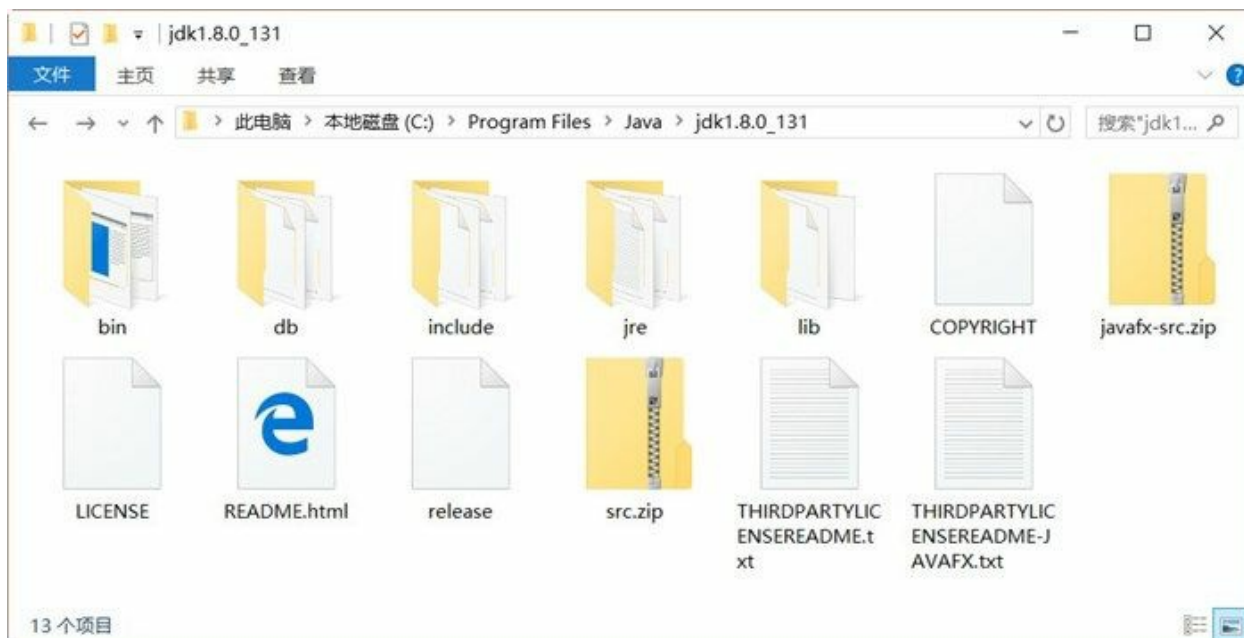 jdk1.8.0_131
文件 主页 共享 查看 ?
此电脑 > 本地磁盘 (C:) > Program Files > Java > jdk1.8.0_131 搜索"jdk1...
bin db include jre lib COPYRIGHT javafx-src.zip
LICENSE README.html release src.zip THIRDPARTYLIC THIRDPARTYLIC
ENSEREADME.t ENSEREADME-J
xt AVAFX.txt
13 个项目